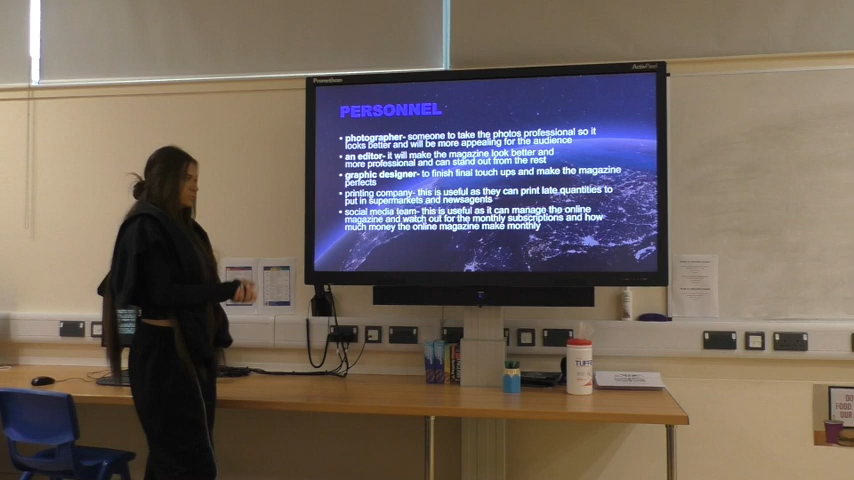 Promethean
ActivPanel
PERSONNEL
• photographer- someone to take the photos professional so it
looks better and will be more appealing for the audience
• an editor- it will make the magazine look better and
more professional and can stand out from the rest
• graphic designer- to finish final touch ups and make the magazine
perfects
• printing company- this is useful as they can print late quantities to
put in supermarkets and newsagents
• social media team- this is useful as it can manage the online
magazine and watch out for the monthly subscriptions and how
much money the online magazine make monthly
TUFF
FOOD
OUR